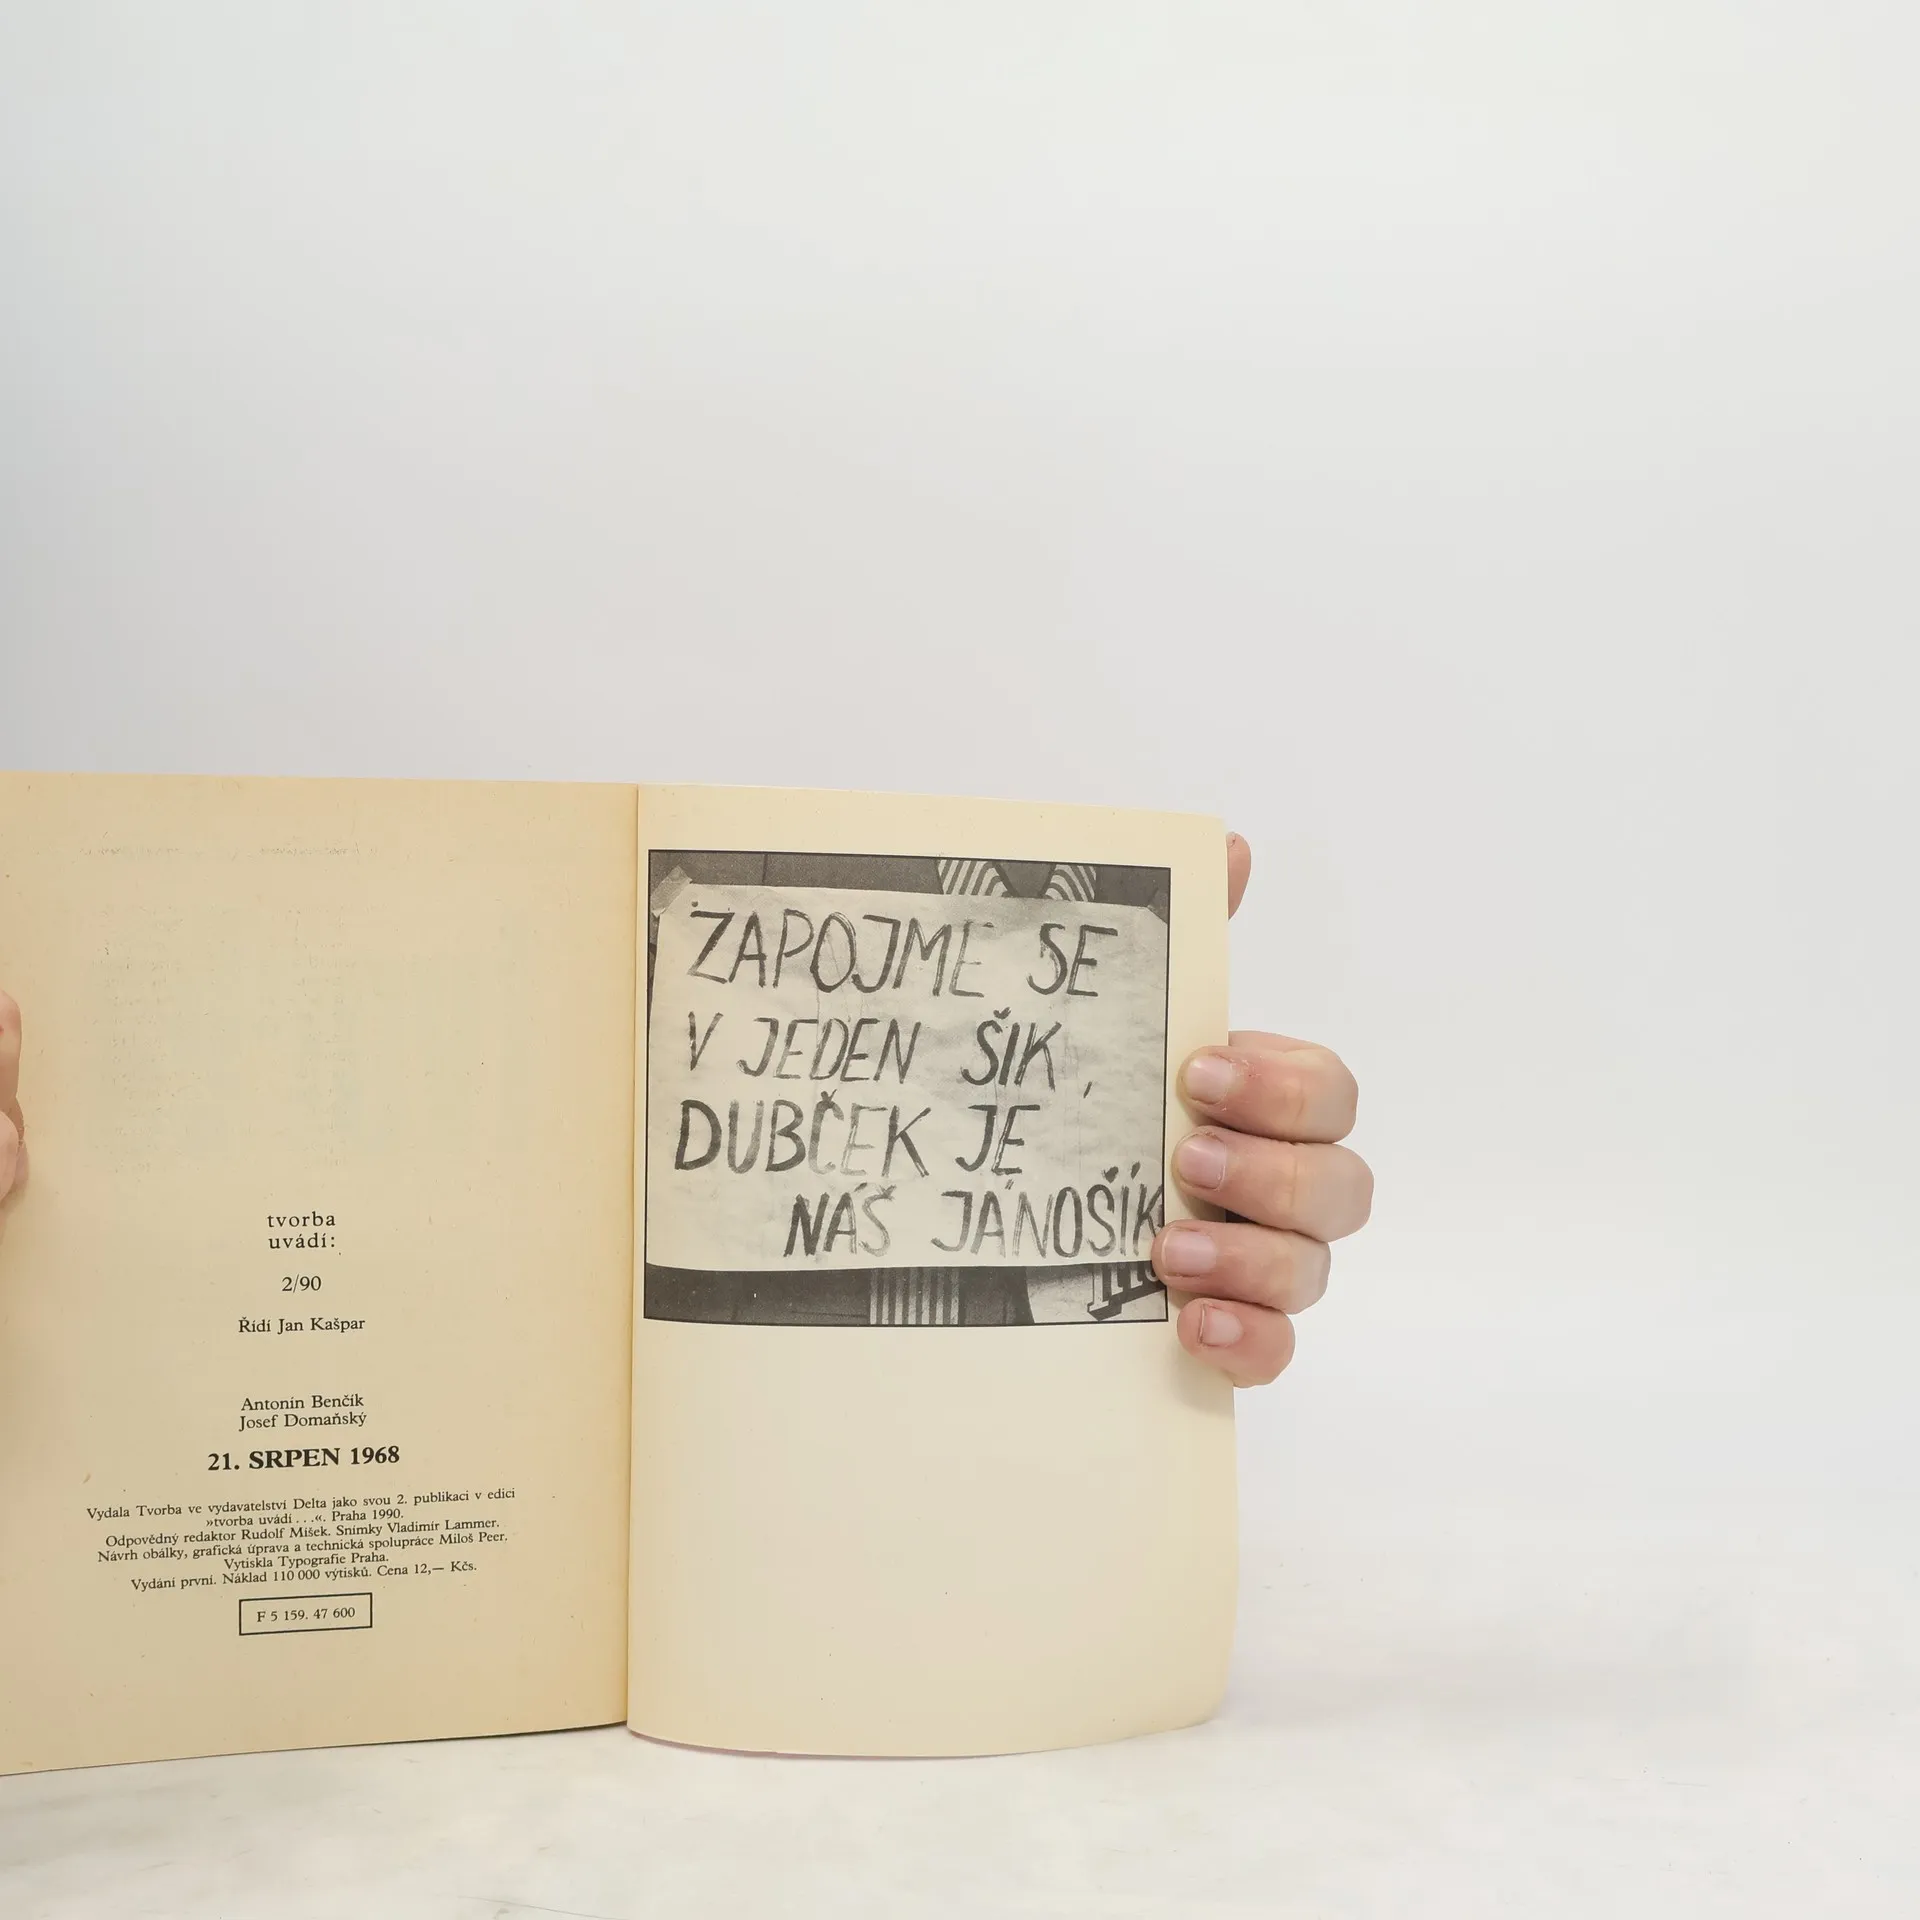 tvorba
uvádí:
2/90
Řídí Jan Kašpar
Antonín Benčík
Josef Domaňský
21. SRPEN 1968
Vydala Tvorba ve vydavatelství Delta jako svou 2. publikaci v edici
»tvorba uvádí . . .«. Praha 1990.
Odpovědný redaktor Rudolf Míšek. Snímky Vladimír Lammer.
Návrh obálky, grafická úprava a technická spolupráce Miloš Peer.
Vytiskla Typografie Praha.
Vydání první. Náklad 110 000 výtisků. Cena 12,— Kčs.
F 5 159. 47 600
ZAPOJME SE
V JEDEN ŠIK,
DUBČEK JE
NÁŠ JÁNOŠÍK